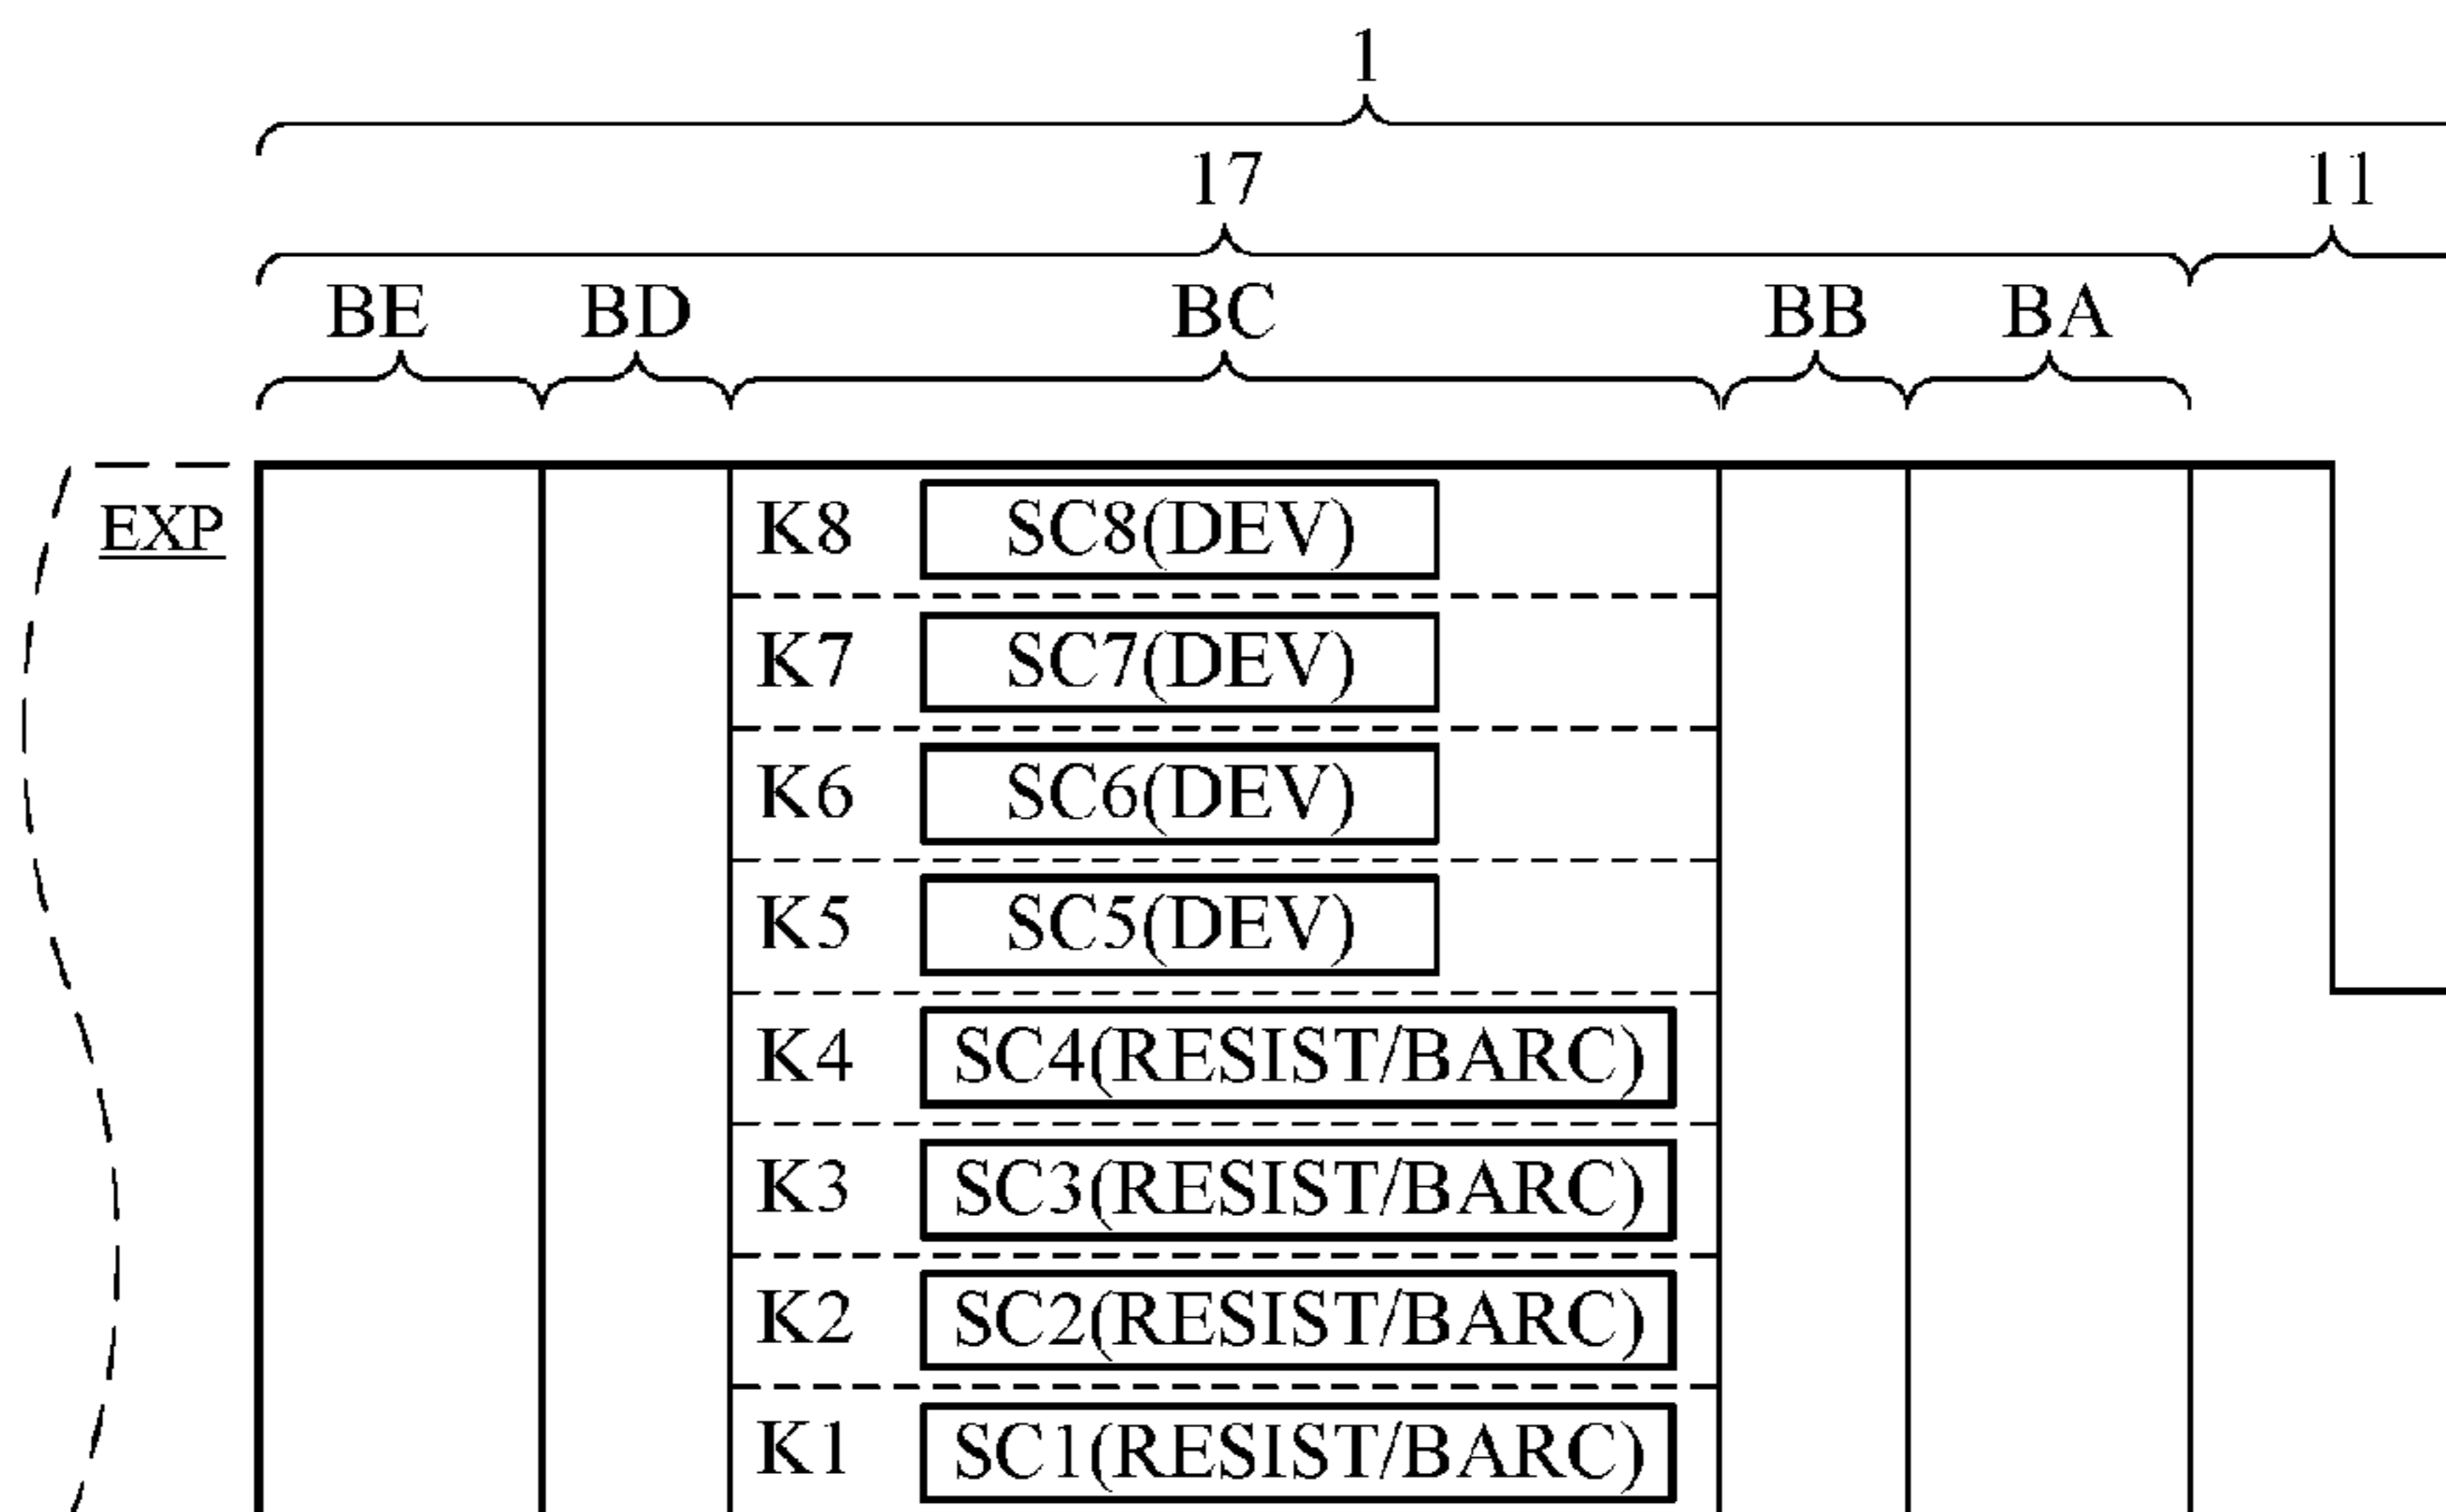 1
17 11
BE BD BC BB BA
EXP K8 SC8(DEV)
K7 SC7(DEV)
K6 SC6(DEV)
K5 SC5(DEV)
K4 SC4(RESIST/BARC)
K3 SC3(RESIST/BARC)
K2 SC2(RESIST/BARC)
K1 SC1(RESIST/BARC)